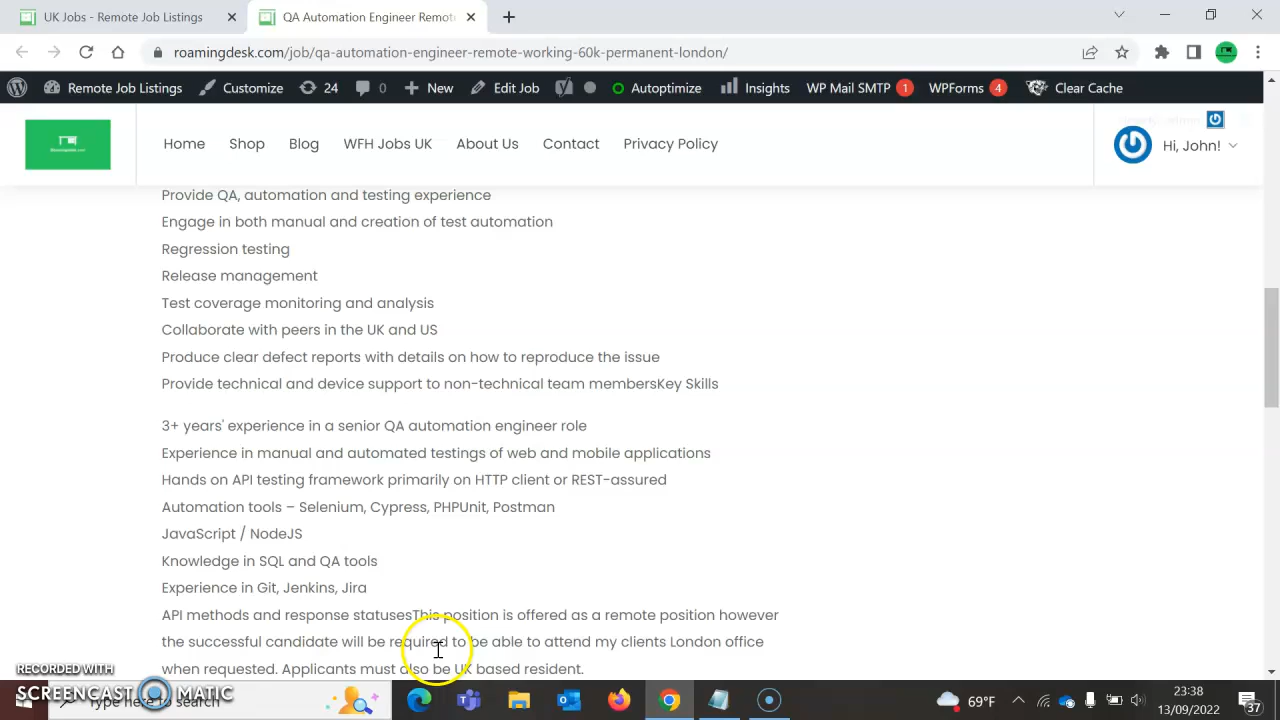 UK Jobs - Remote Job Listings
QA Automation Engineer Remote
roamingdesk.com/job/qa-automation-engineer-remote-working-60k-permanent-london/
Remote Job Listings Customize 24 0 New Edit Job Autoptimize Insights WP Mail SMTP 1 WPForms 4 Clear Cache
Home Shop Blog WFH Jobs UK About Us Contact Privacy Policy Hi, John!
Provide QA, automation and testing experience
Engage in both manual and creation of test automation
Regression testing
Release management
Test coverage monitoring and analysis
Collaborate with peers in the UK and US
Produce clear defect reports with details on how to reproduce the issue
Provide technical and device support to non-technical team membersKey Skills
3+ years' experience in a senior QA automation engineer role
Experience in manual and automated testings of web and mobile applications
Hands on API testing framework primarily on HTTP client or REST-assured
Automation tools – Selenium, Cypress, PHPUnit, Postman
JavaScript / NodeJS
Knowledge in SQL and QA tools
Experience in Git, Jenkins, Jira
API methods and response statusesThis position is offered as a remote position however
the successful candidate will be required to be able to attend my clients London office
when requested. Applicants must also be UK based resident.
RECORDED WITH
SCREENCAST MATIC
Type here to search
69°F
23:38
13/09/2022
37